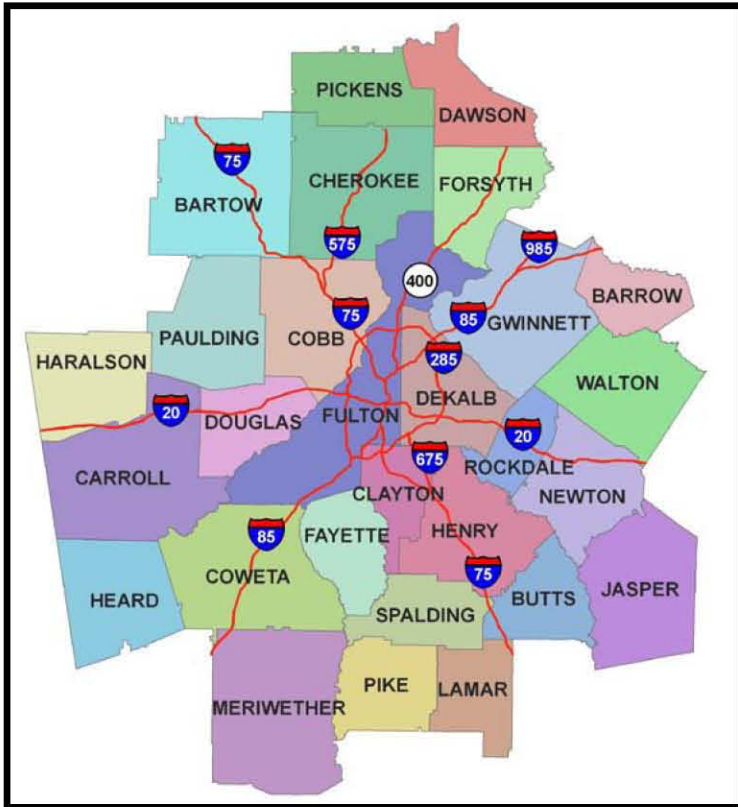 PICKENS
DAWSON
75
CHEROKEE
FORSYTH
BARTOW
575
985
400
BARROW
75
85
GWINNETT
PAULDING
COBB
HARALSON
285
WALTON
DEKALB
20
DOUGLAS
FULTON
20
675
ROCKDALE
CARROLL
CLAYTON
NEWTON
85
FAYETTE
HENRY
COWETA
75
JASPER
HEARD
BUTTS
SPALDING
PIKE
LAMAR
MERIWETHER